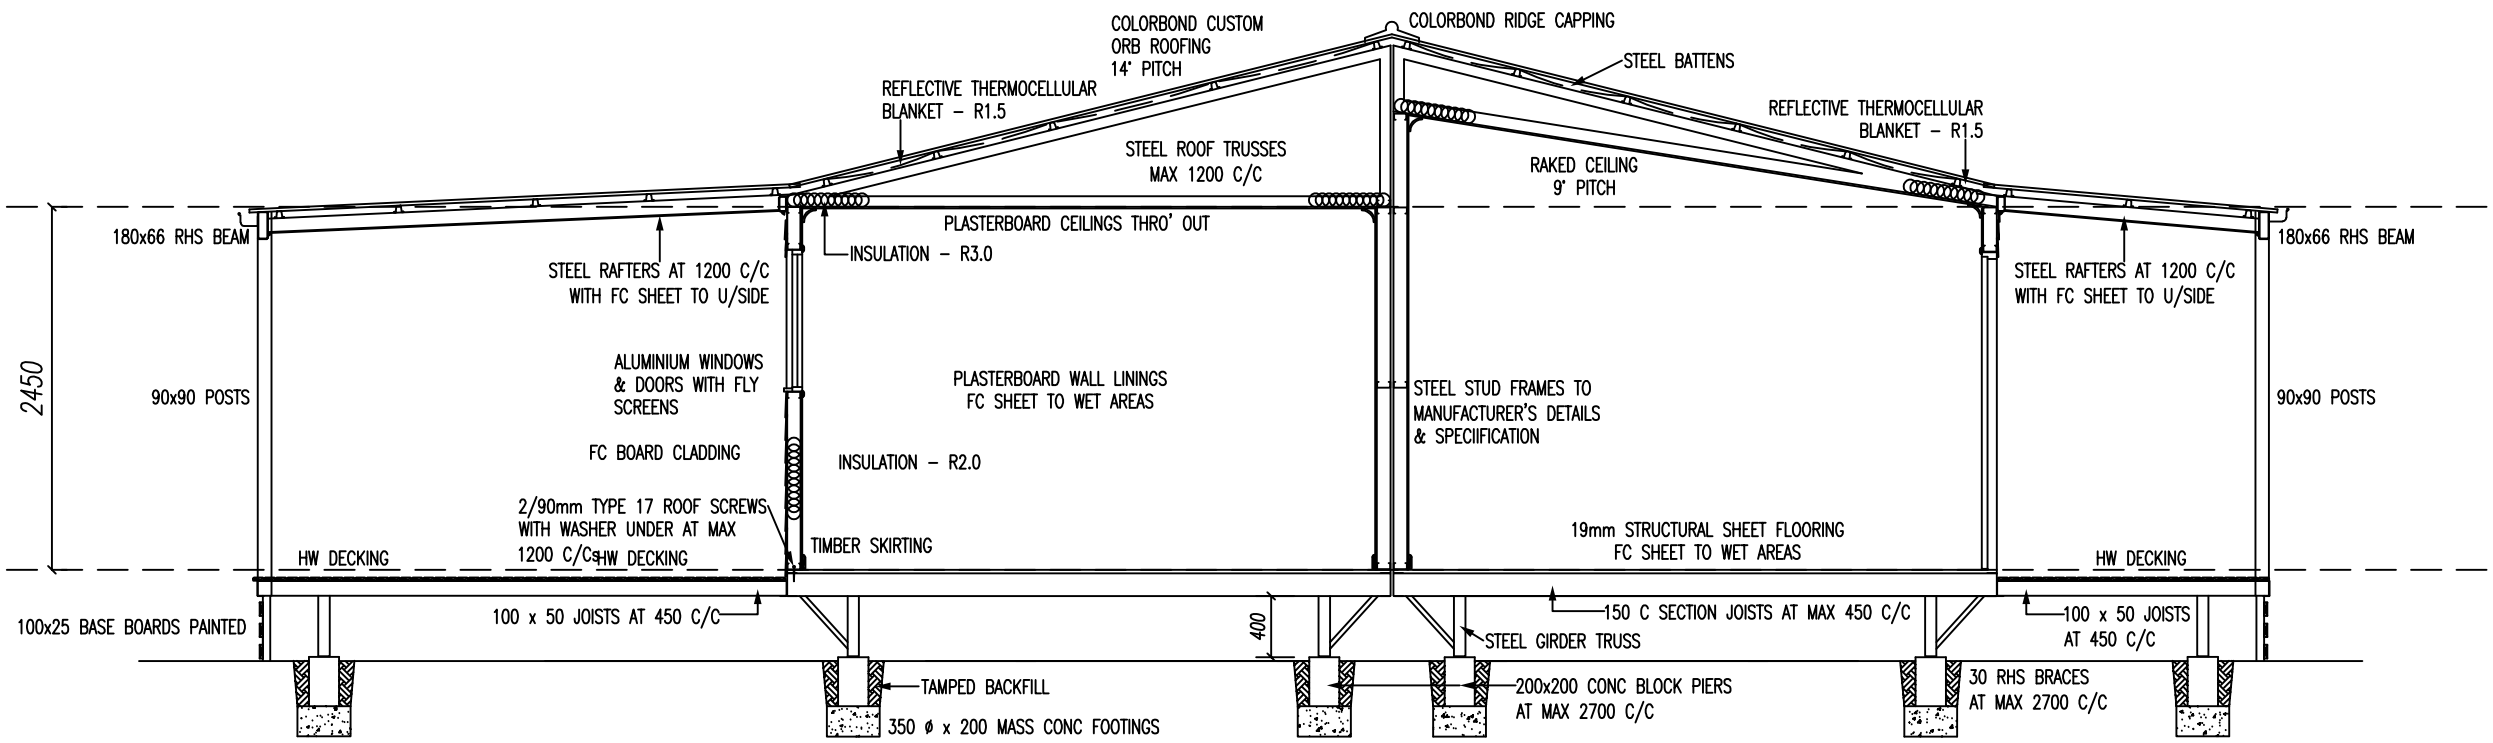 COLORBOND CUSTOM
ORB ROOFING
14° PITCH
COLORBOND RIDGE CAPPING
STEEL BATTENS
REFLECTIVE THERMOCELLULAR
BLANKET - R1.5
REFLECTIVE THERMOCELLULAR
BLANKET - R1.5
STEEL ROOF TRUSSES
MAX 1200 C/C
RAKED CEILING
9° PITCH
180x66 RHS BEAM
PLASTERBOARD CEILINGS THRO' OUT
INSULATION - R3.0
180x66 RHS BEAM
STEEL RAFTERS AT 1200 C/C
WITH FC SHEET TO U/SIDE
STEEL RAFTERS AT 1200 C/C
WITH FC SHEET TO U/SIDE
2450
90x90 POSTS
ALUMINIUM WINDOWS
& DOORS WITH FLY
SCREENS
PLASTERBOARD WALL LININGS
FC SHEET TO WET AREAS
STEEL STUD FRAMES TO
MANUFACTURER'S DETAILS
& SPECIIFICATION
90x90 POSTS
FC BOARD CLADDING
INSULATION - R2.0
2/90mm TYPE 17 ROOF SCREWS
WITH WASHER UNDER AT MAX
1200 C/Cs
HW DECKING
HW DECKING
TIMBER SKIRTING
19mm STRUCTURAL SHEET FLOORING
FC SHEET TO WET AREAS
HW DECKING
100x25 BASE BOARDS PAINTED
100 x 50 JOISTS AT 450 C/C
400
150 C SECTION JOISTS AT MAX 450 C/C
STEEL GIRDER TRUSS
100 x 50 JOISTS
AT 450 C/C
TAMPED BACKFILL
350 ø x 200 MASS CONC FOOTINGS
200x200 CONC BLOCK PIERS
AT MAX 2700 C/C
30 RHS BRACES
AT MAX 2700 C/C